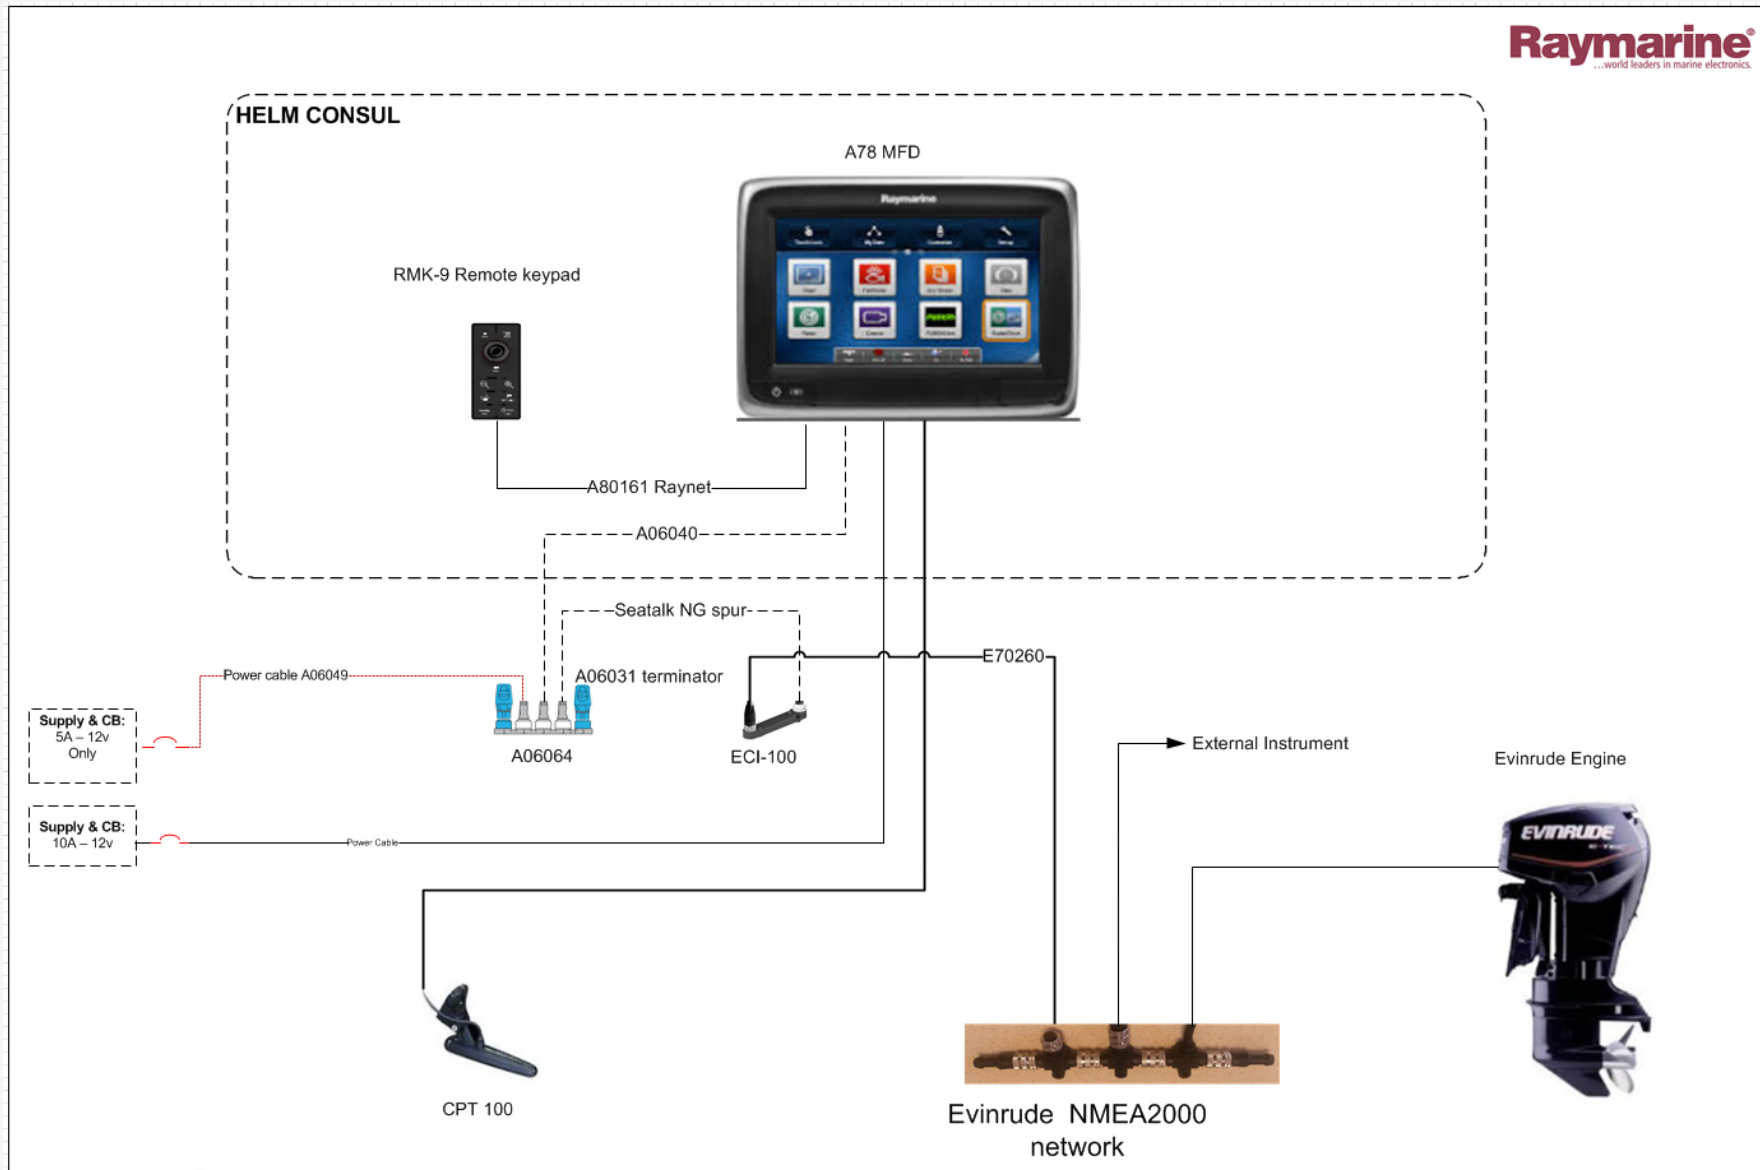 Raymarine®
...world leaders in marine electronics.
HELM CONSUL
A78 MFD
Raymarine
RMK-9 Remote keypad
A80161 Raynet
A06040
Seatalk NG spur
E70260
Power cable A06049
A06031 terminator
Supply & CB:
5A – 12v
Only
A06064
ECI-100
External Instrument
Evinrude Engine
Supply & CB:
10A – 12v
Power Cable
EVINRUDE
E-TEC
CPT 100
Evinrude NMEA2000
network